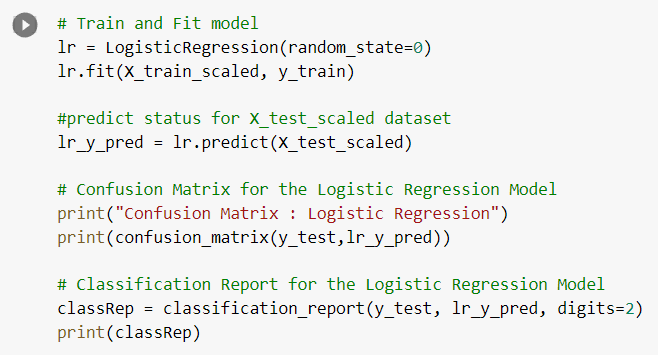 # Train and Fit model
lr = LogisticRegression(random_state=0)
lr.fit(X_train_scaled, y_train)
#predict status for X_test_scaled dataset
lr_y_pred = lr.predict(X_test_scaled)
# Confusion Matrix for the Logistic Regression Model
print("Confusion Matrix : Logistic Regression")
print(confusion_matrix(y_test,lr_y_pred))
# Classification Report for the Logistic Regression Model
classRep = classification_report(y_test, lr_y_pred, digits=2)
print(classRep)